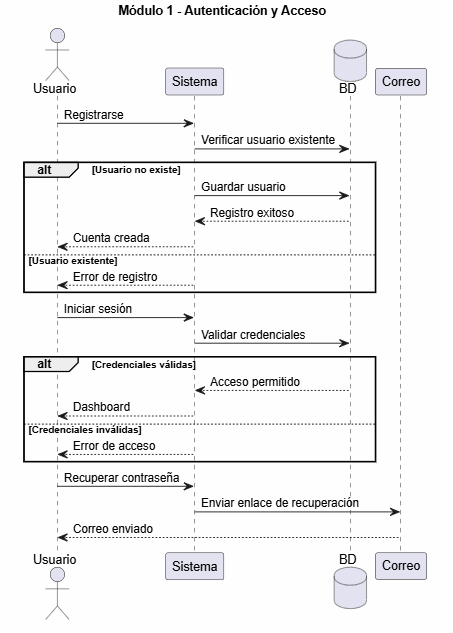 Módulo 1 - Autenticación y Acceso
Usuario
Sistema
BD
Correo
Registrarse
Verificar usuario existente
alt
[Usuario no existe]
Guardar usuario
Registro exitoso
Cuenta creada
[Usuario existente]
Error de registro
Iniciar sesión
Validar credenciales
alt
[Credenciales válidas]
Acceso permitido
Dashboard
[Credenciales inválidas]
Error de acceso
Recuperar contraseña
Enviar enlace de recuperación
Correo enviado
Usuario
Sistema
BD
Correo